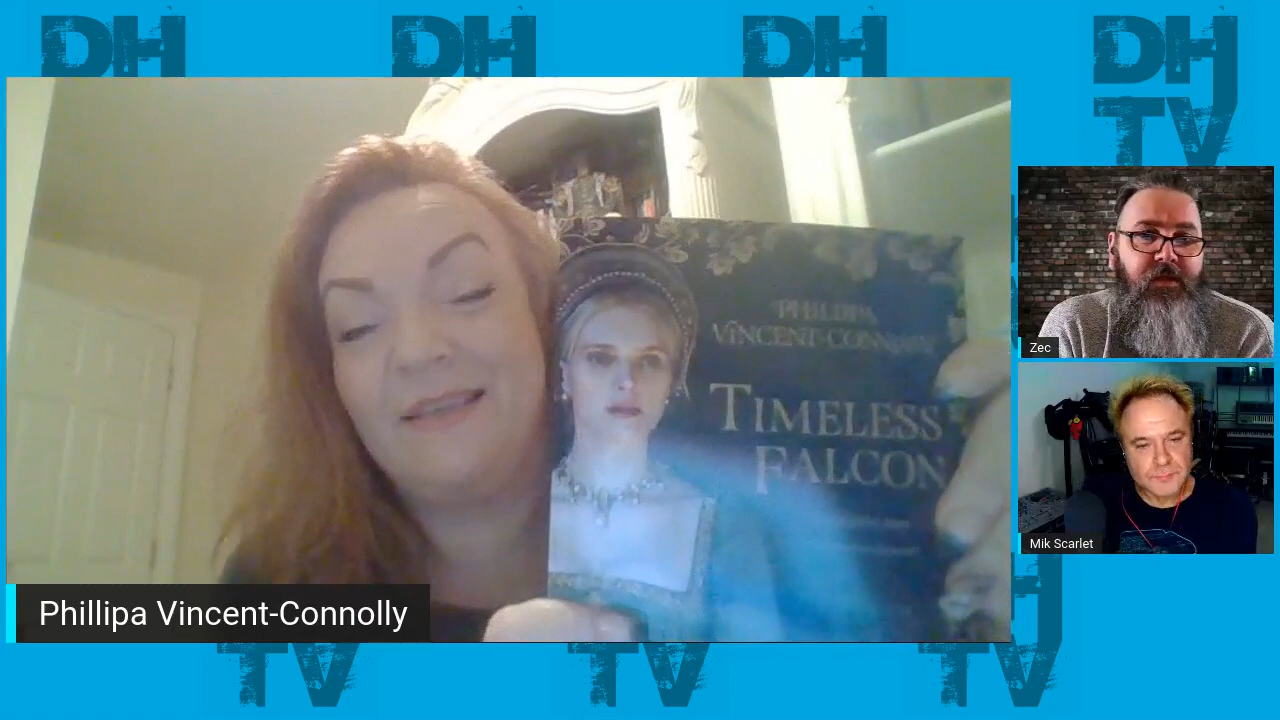 DH
DH
DH
DH
TV
PHILLIPA
VINCENT-CONNOLLY
TIMELESS
FALCON
Zec
Mik Scarlet
Phillipa Vincent-Connolly
TV
TV
TV